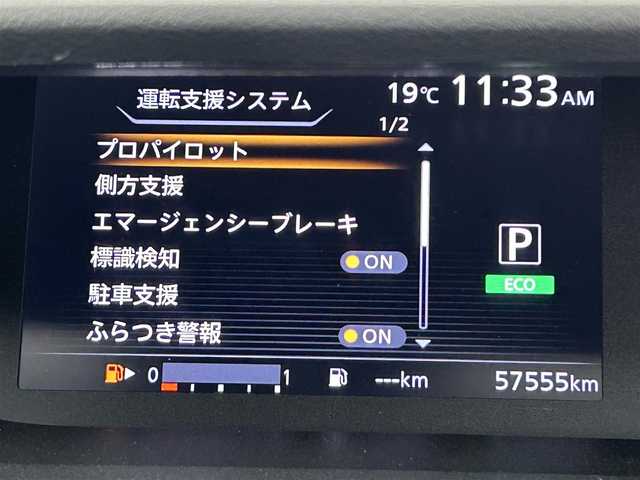 運転支援システム
19℃ 11:33AM
1/2
プロパイロット
側方支援
エマージェンシーブレーキ
標識検知 ON
駐車支援
ふらつき警報 ON
P
ECO
0 1 ---km 57555km